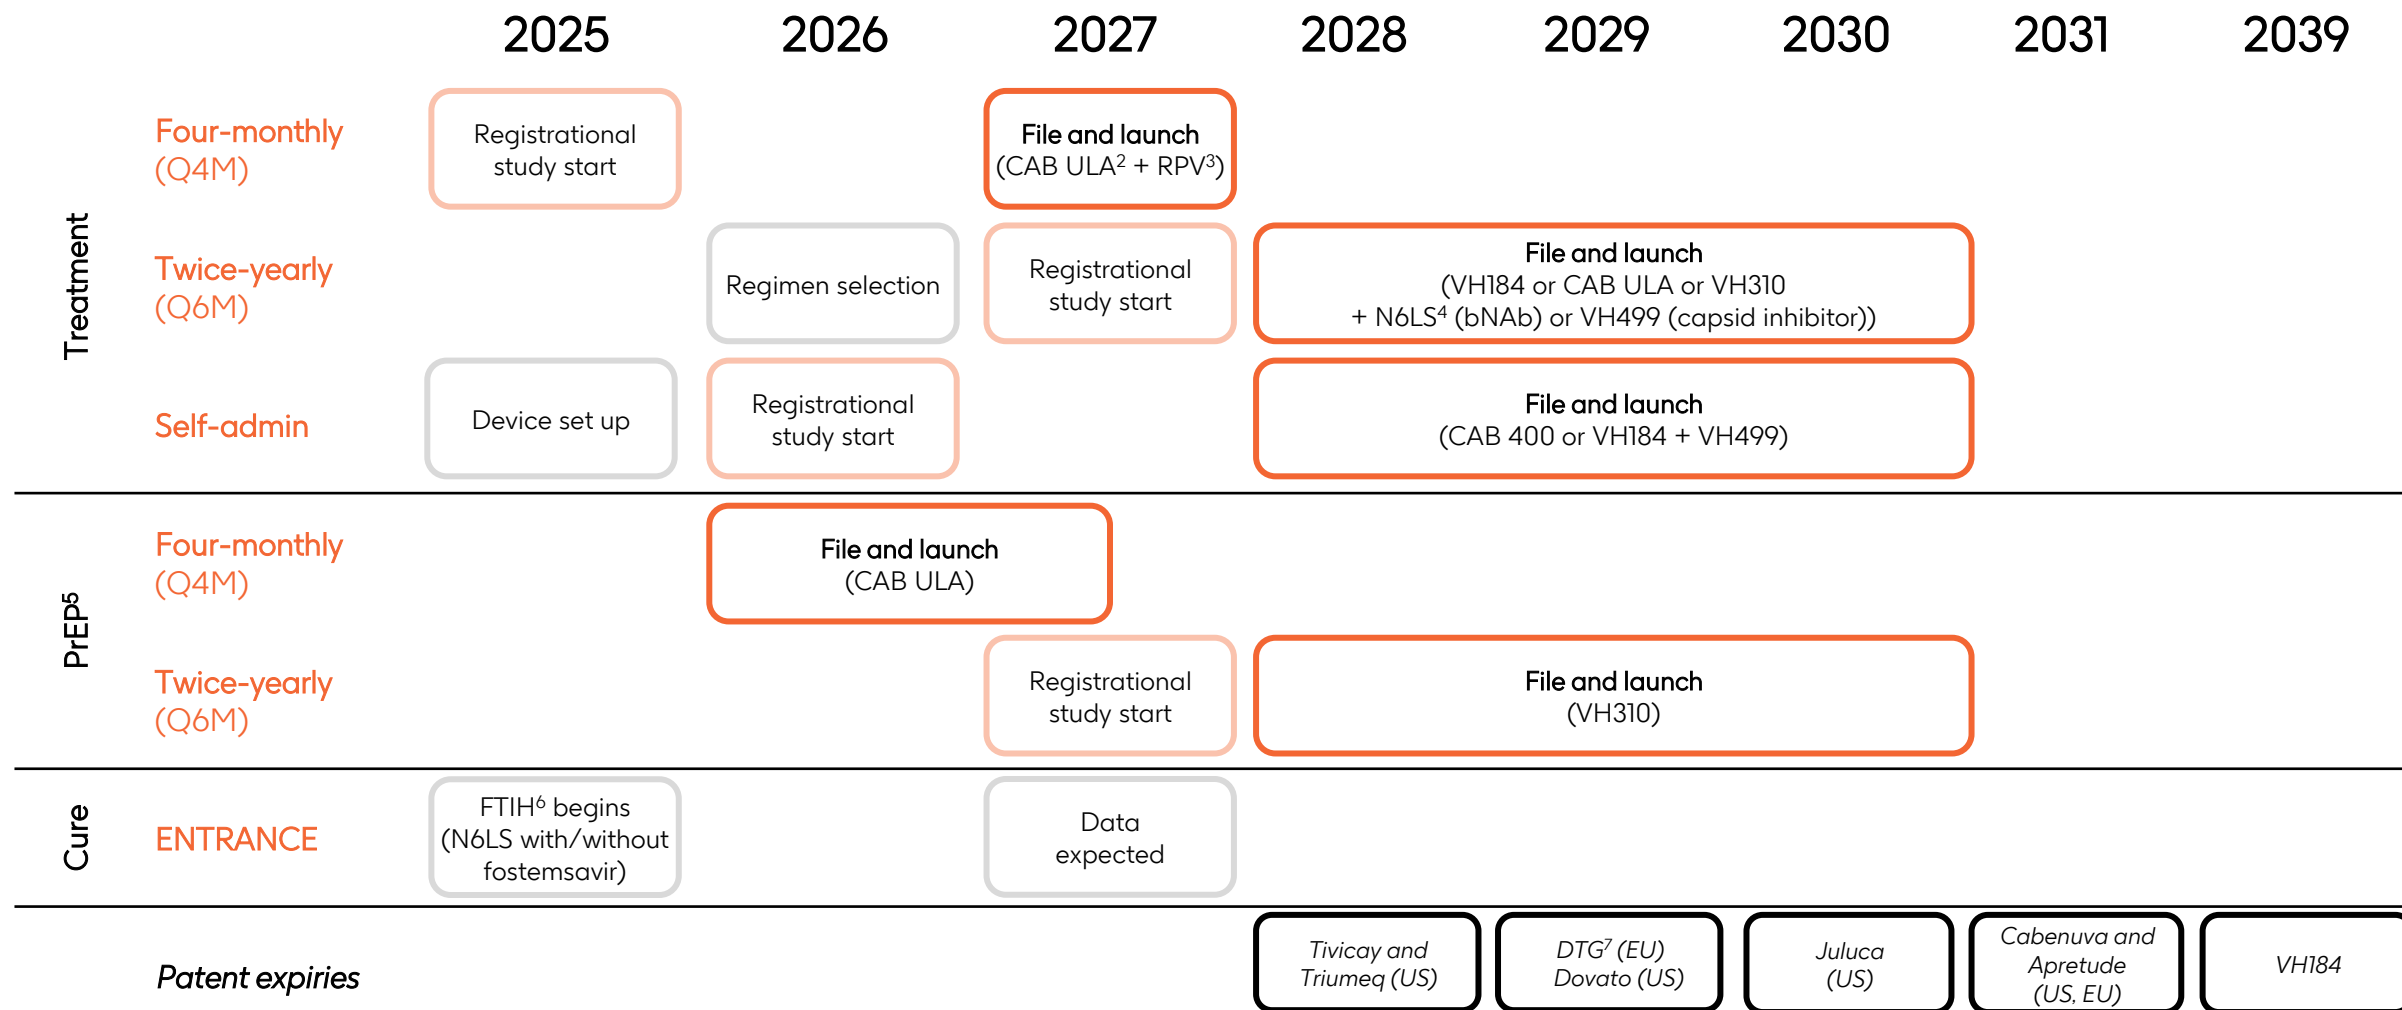 2025 2026 2027 2028 2029 2030 2031 2039
Treatment
Four-monthly
(Q4M)
Registrational
study start
File and launch
(CAB ULA² + RPV³)
Twice-yearly
(Q6M)
Regimen selection
Registrational
study start
File and launch
(VH184 or CAB ULA or VH310
+ N6LS⁴ (bNAb) or VH499 (capsid inhibitor))
Self-admin
Device set up
Registrational
study start
File and launch
(CAB 400 or VH184 + VH499)
PrEP⁵
Four-monthly
(Q4M)
File and launch
(CAB ULA)
Twice-yearly
(Q6M)
Registrational
study start
File and launch
(VH310)
Cure
ENTRANCE
FTIH⁶ begins
(N6LS with/without
fostemsavir)
Data
expected
Patent expiries
Tivicay and
Triumeq (US)
DTG⁷ (EU)
Dovato (US)
Juluca
(US)
Cabenuva and
Apretude
(US, EU)
VH184